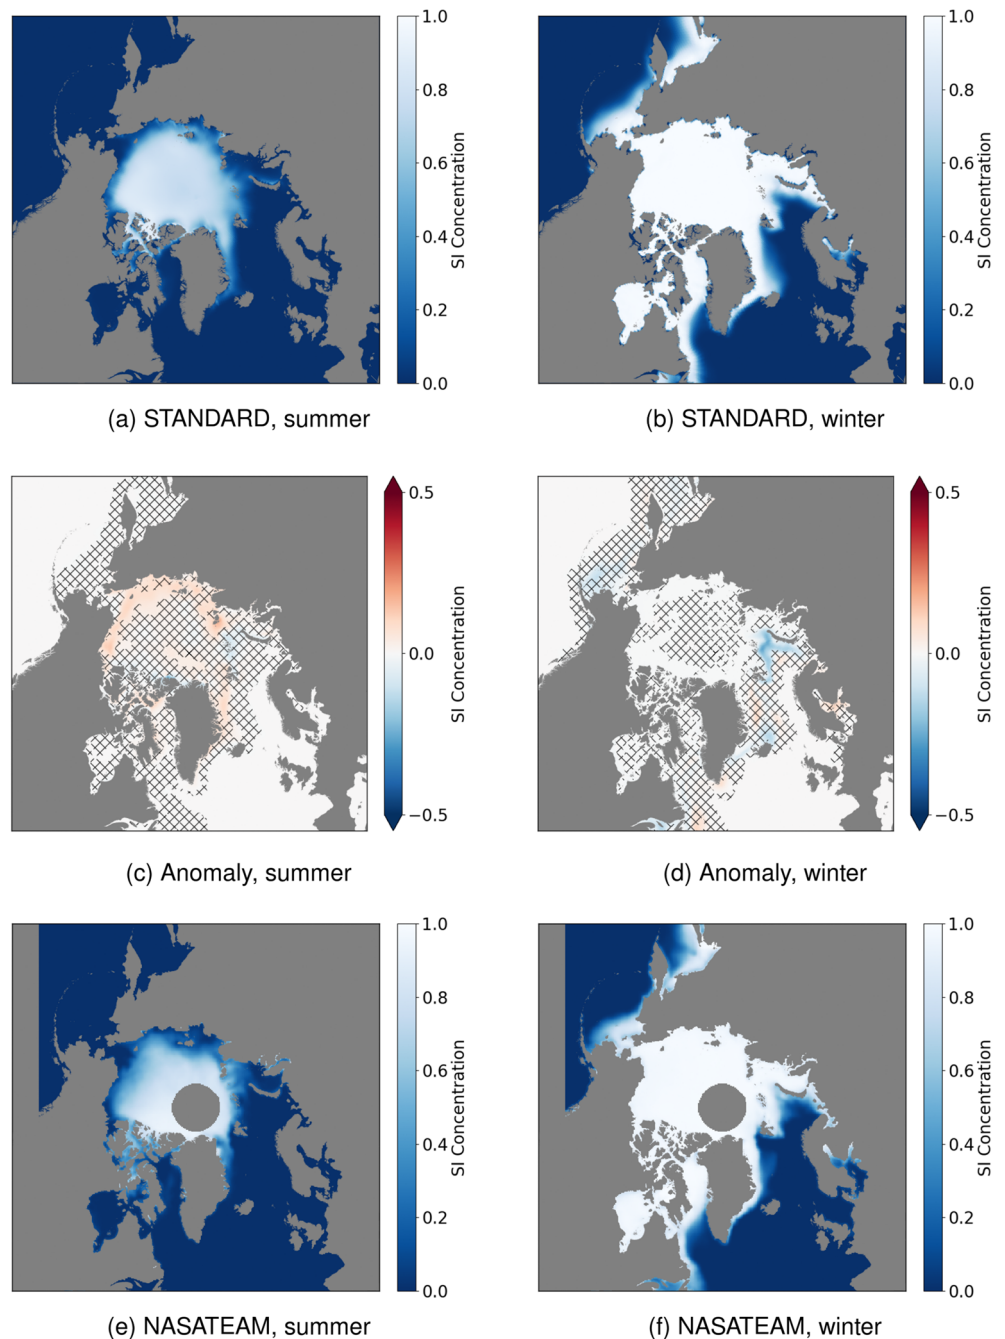 1.0
0.8
0.6
0.4
0.2
0.0
SI Concentration
(a) STANDARD, summer
1.0
0.8
0.6
0.4
0.2
0.0
SI Concentration
(b) STANDARD, winter
0.5
0.0
−0.5
SI Concentration
(c) Anomaly, summer
0.5
0.0
−0.5
SI Concentration
(d) Anomaly, winter
1.0
0.8
0.6
0.4
0.2
0.0
SI Concentration
(e) NASATEAM, summer
1.0
0.8
0.6
0.4
0.2
0.0
SI Concentration
(f) NASATEAM, winter